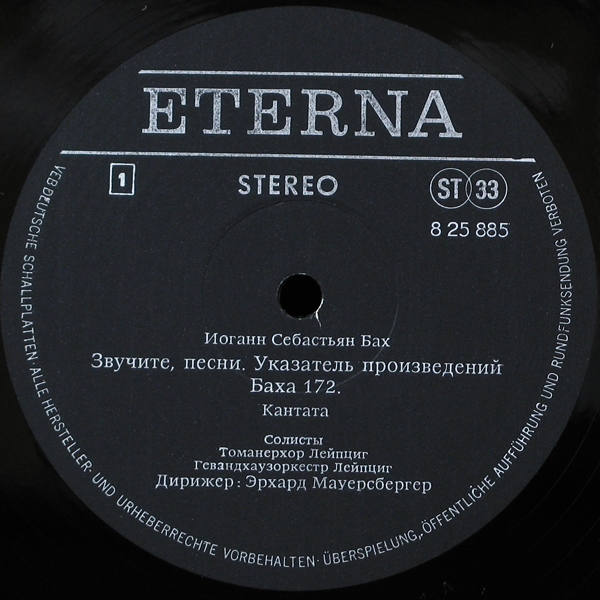 ETERNA
1
STEREO
ST 33
8 25 885
Иоганн Себастьян Бах
Звучите, песни. Указатель произведений
Баха 172.
Кантата
Солисты
Томанерхор Лейпциг
Гевандхаузоркестр Лейпциг
Дирижер: Эрхард Мауерсбергер
VEB DEUTSCHE SCHALLPLATTEN ALLE HERSTELLER- UND URHEBERRECHTE VORBEHALTEN · ÜBERSPIELUNG, ÖFFENTLICHE AUFFÜHRUNG UND RUNDFUNKSENDUNG VERBOTEN